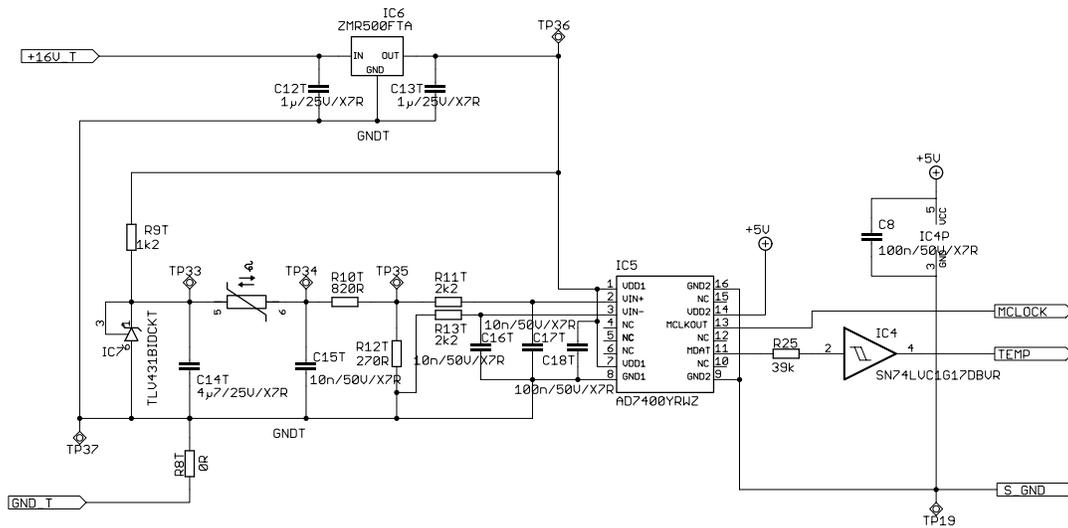 IC6
ZMR500FTA
TP36
+16V_T
IN OUT
GND
C12T
1µ/25V/X7R
C13T
1µ/25V/X7R
GNDT
+5V
5
VCC
C8
100n/50V/X7R
IC4P
3
GND
R9T
1k2
+5V
TP33
TP34
TP35
R10T
820R
R11T
2k2
R13T
2k2
5
6
IC5
1 VDD1 GND2 16
2 VIN+ NC 15
3 VIN- VDD2 14
4 NC MCLKOUT 13
5 NC NC 12
6 NC MDAT 11
7 VDD1 NC 10
8 GND1 GND2 9
AD7400YRWZ
MCLOCK
3
1
6
IC7
TLV431BIDCKT
C14T
4µ7/25V/X7R
C15T
10n/50V/X7R
R12T
270R
10n/50V/X7R
C16T
10n/50V/X7R
C17T
C18T
100n/50V/X7R
R25
39k
2
IC4
4
TEMP
SN74LVC1G17DBVR
GNDT
TP37
R8T
0R
GND_T
S_GND
TP19